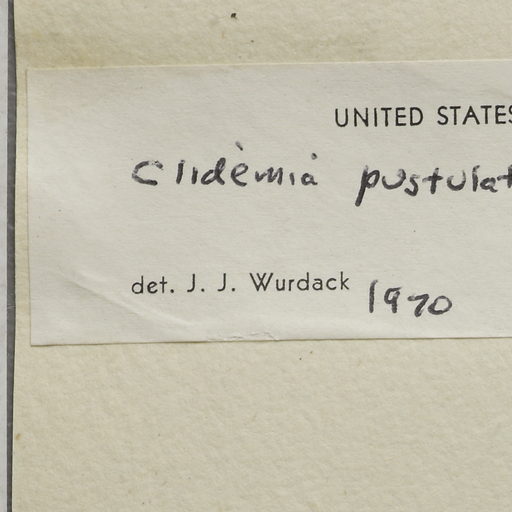 UNITED STATES
Clidemia pustulat
det. J. J. Wurdack 1970